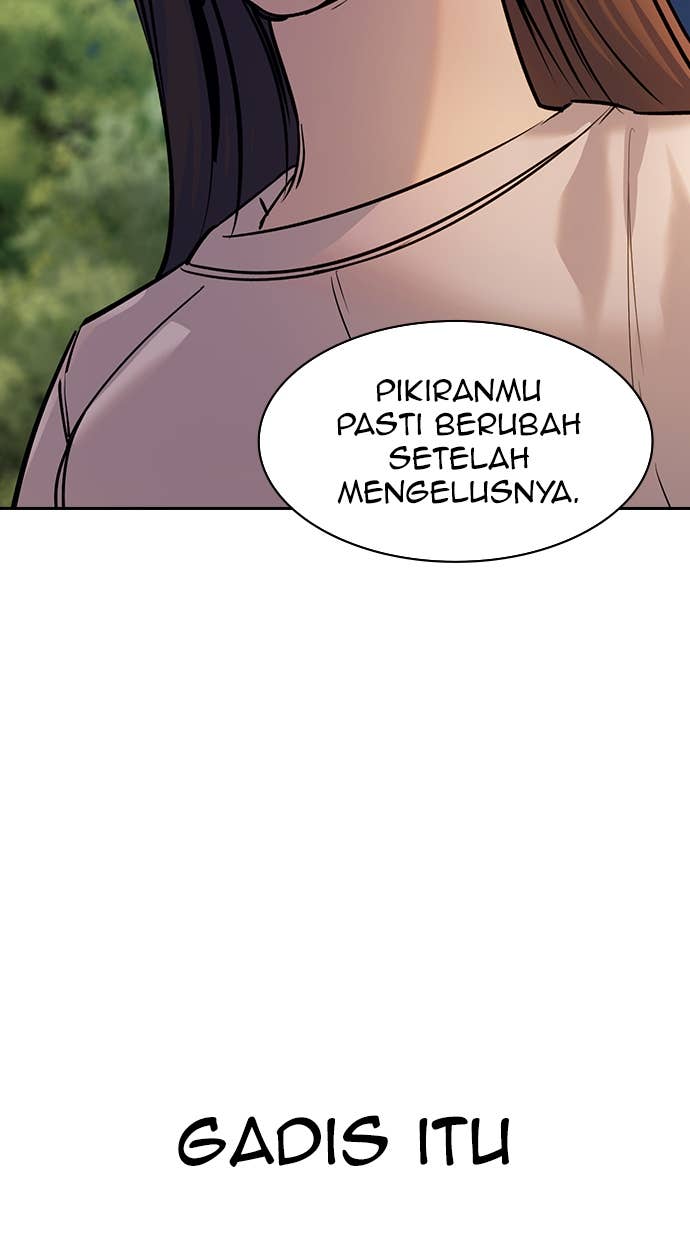 PIKIRANMU
PASTI BERUBAH
SETELAH
MENGELUSNYA.
GADIS ITU